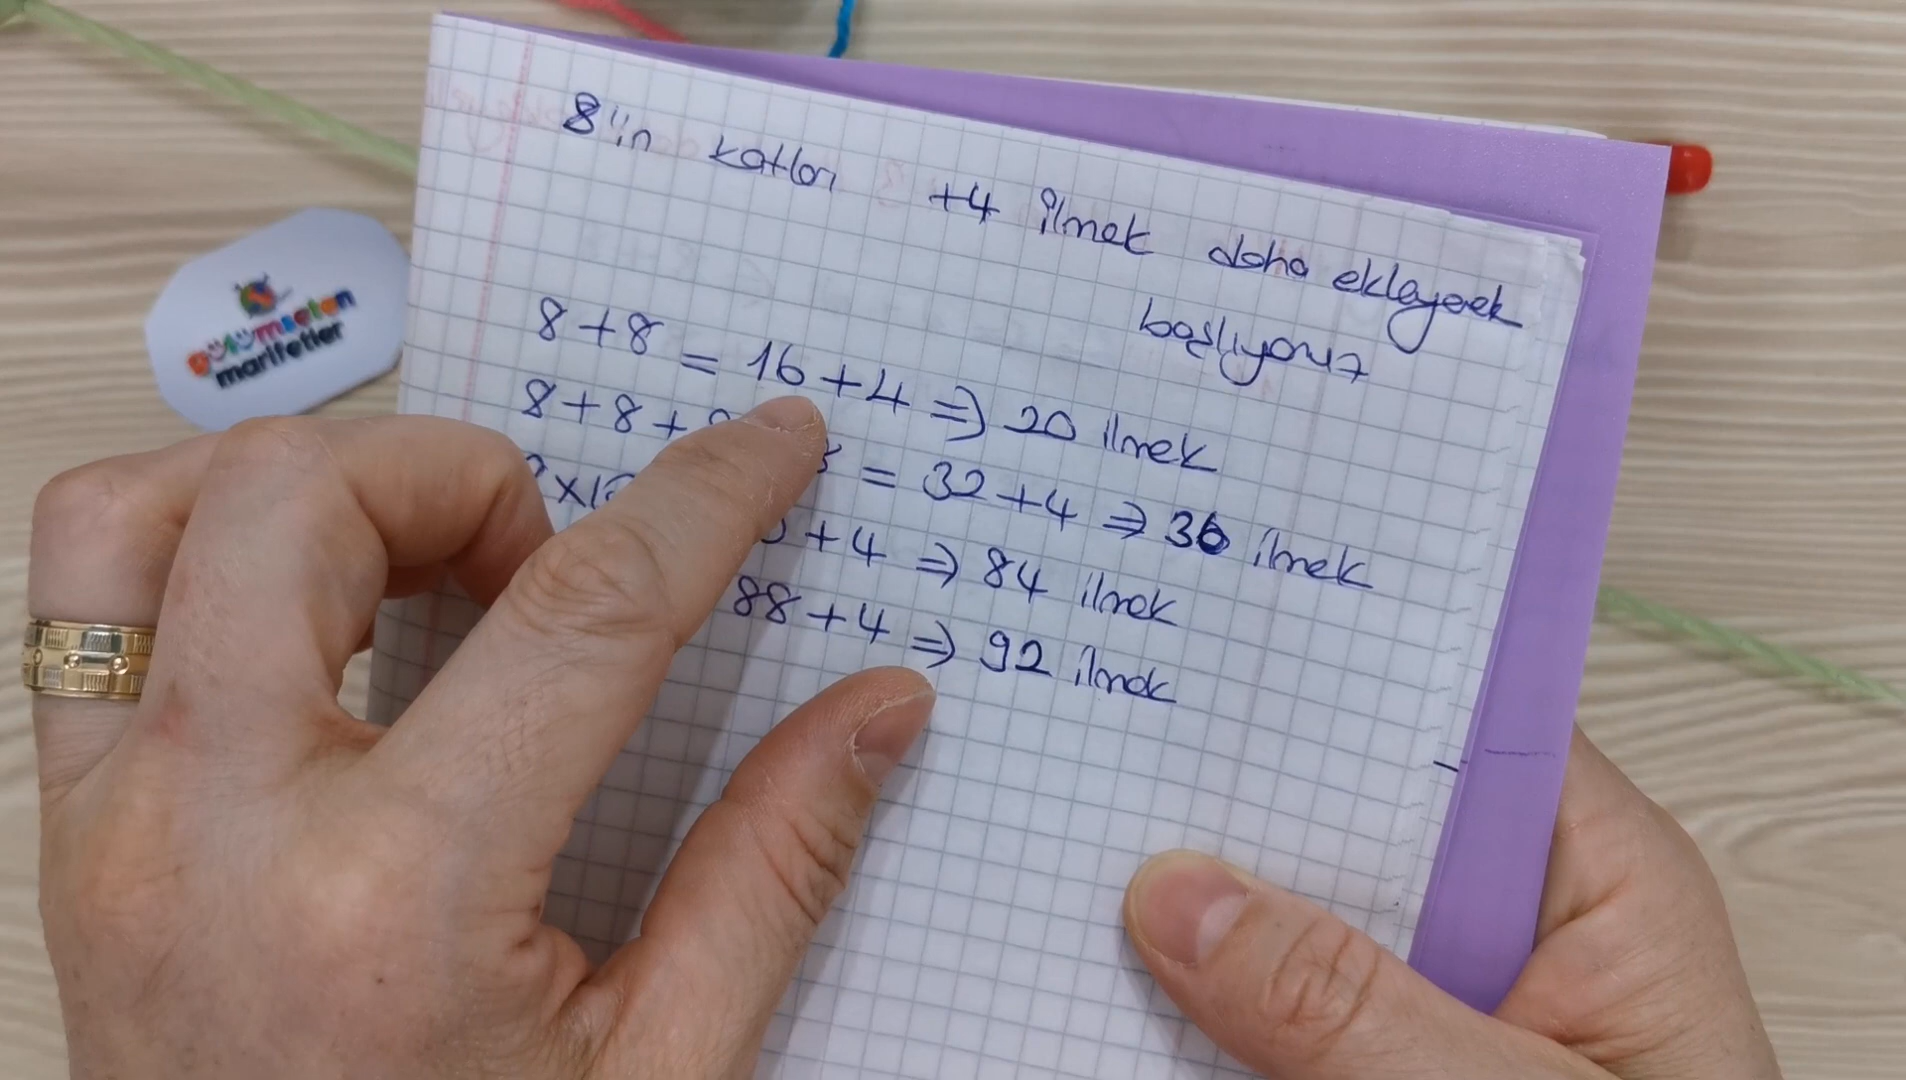 8'in katları +4 ilmek daha ekleyerek
başlıyoruz
8+8 = 16+4 ⇒ 20 ilmek
8+8+ = 32+4 ⇒ 36 ilmek
+4 ⇒ 84 ilmek
88+4 ⇒ 92 ilmek
gülümseten
marifetler